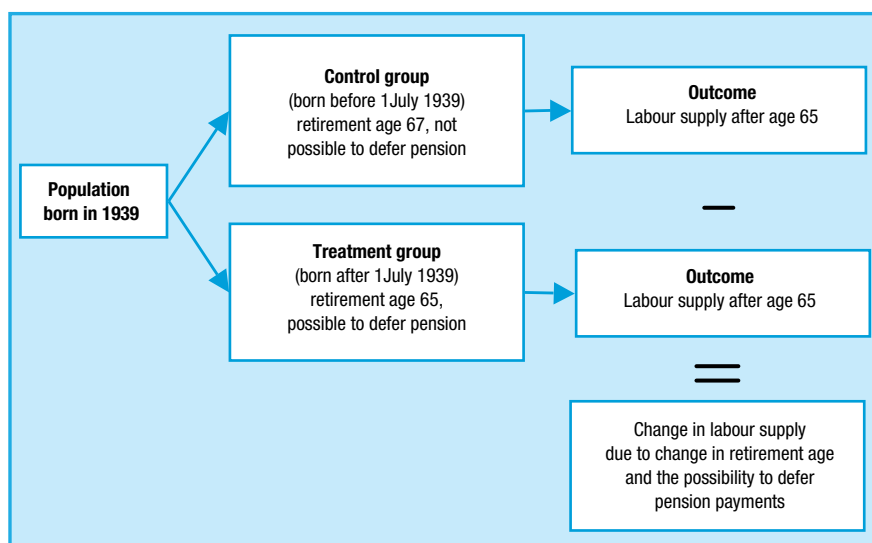 Population
born in 1939
Control group
(born before 1July 1939)
retirement age 67, not
possible to defer pension
Outcome
Labour supply after age 65
–
Treatment group
(born after 1July 1939)
retirement age 65,
possible to defer pension
Outcome
Labour supply after age 65
=
Change in labour supply
due to change in retirement age
and the possibility to defer
pension payments